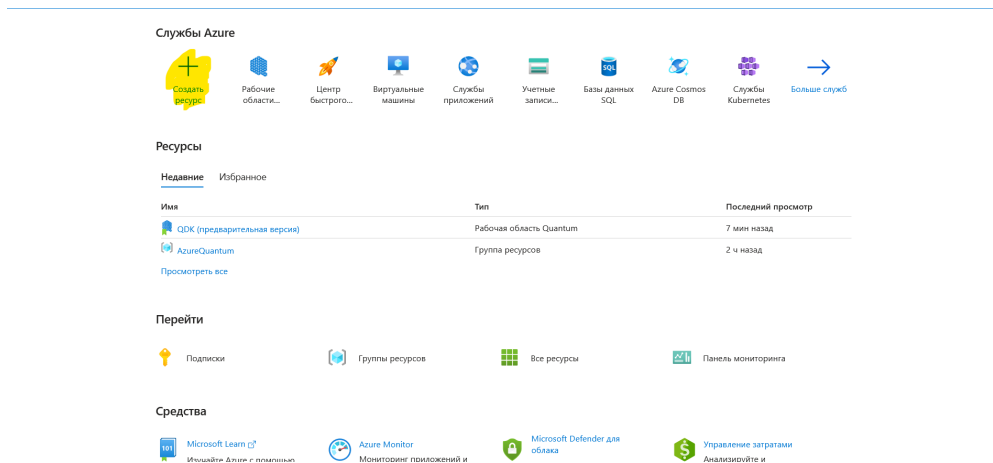 Службы Azure
Создать ресурс
Рабочие области...
Центр быстрого...
Виртуальные машины
Службы приложений
Учетные записи...
Базы данных SQL
Azure Cosmos DB
Службы Kubernetes
Больше служб
Ресурсы
Недавние Избранное
Имя Тип Последний просмотр
QDK (предварительная версия) Рабочая область Quantum 7 мин назад
AzureQuantum Группа ресурсов 2 ч назад
Просмотреть все
Перейти
Подписки Группы ресурсов Все ресурсы Панель мониторинга
Средства
Microsoft Learn
Изучайте Azure с помощью
Azure Monitor
Мониторинг приложений и
Microsoft Defender для
облака
Управление затратами
Анализируйте и